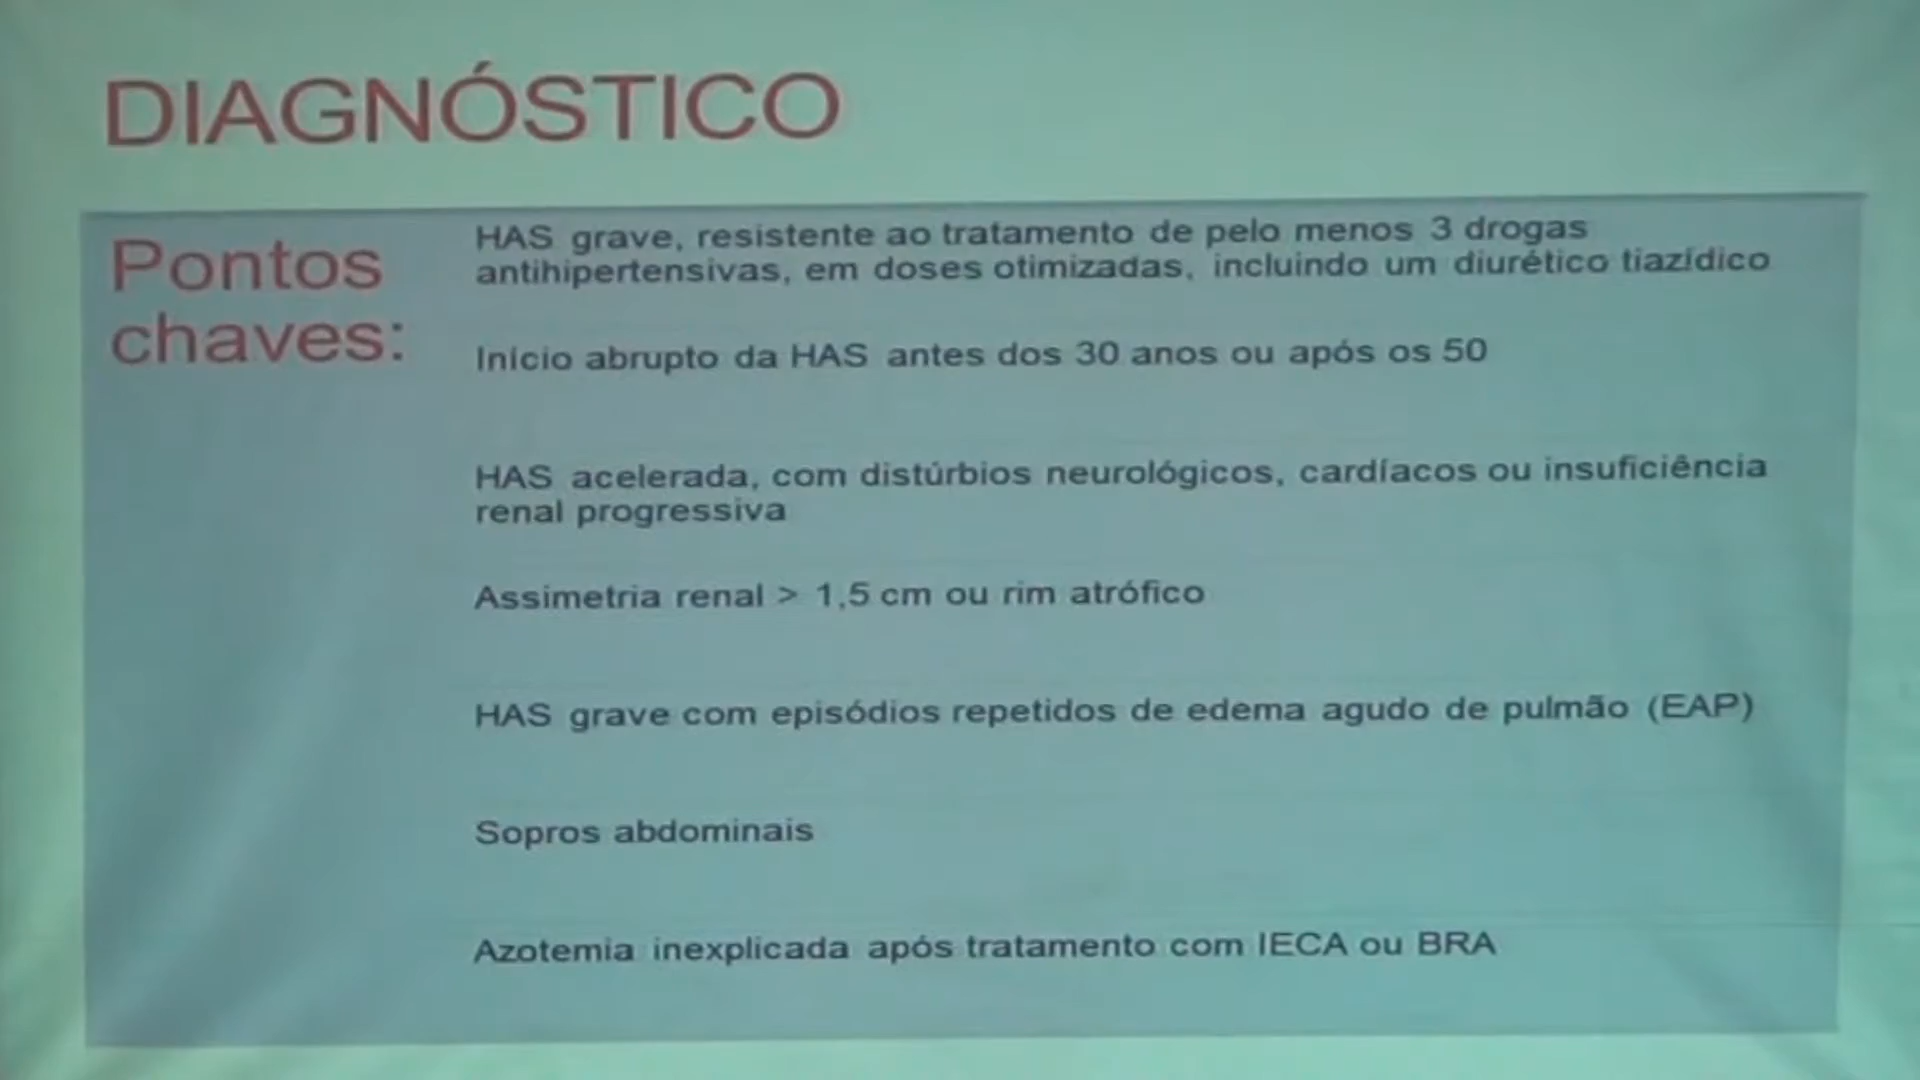 DIAGNÓSTICO
Pontos
chaves:
HAS grave, resistente ao tratamento de pelo menos 3 drogas
antihipertensivas, em doses otimizadas, incluindo um diurético tiazídico
Início abrupto da HAS antes dos 30 anos ou após os 50
HAS acelerada, com distúrbios neurológicos, cardíacos ou insuficiência
renal progressiva
Assimetria renal > 1,5 cm ou rim atrófico
HAS grave com episódios repetidos de edema agudo de pulmão (EAP)
Sopros abdominais
Azotemia inexplicada após tratamento com IECA ou BRA